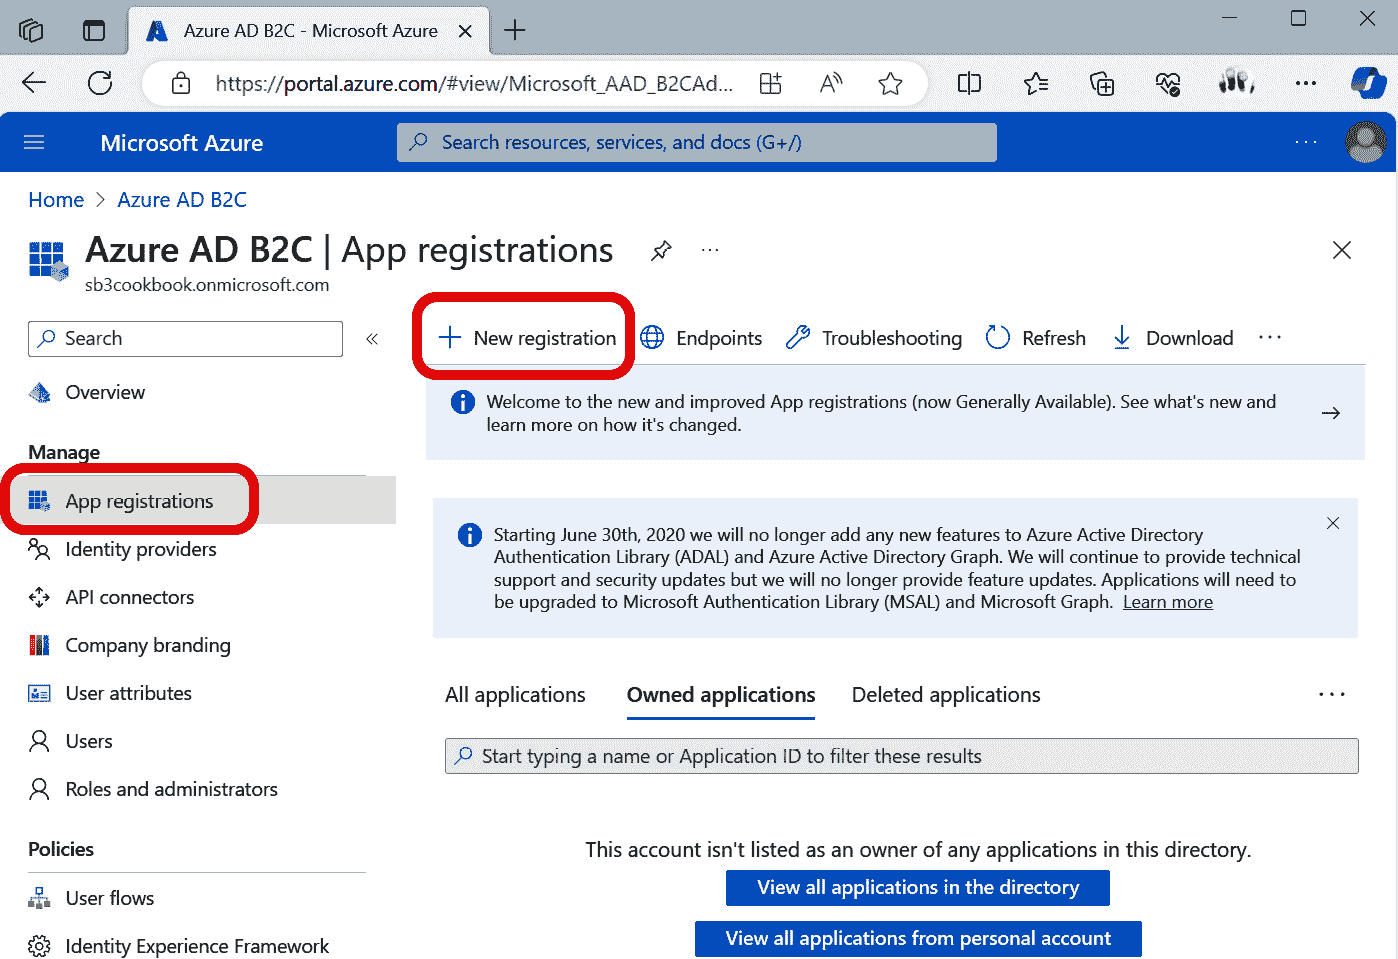 Azure AD B2C - Microsoft Azure
https://portal.azure.com/#view/Microsoft_AAD_B2CAd...
Microsoft Azure
Search resources, services, and docs (G+/)
Home > Azure AD B2C
Azure AD B2C | App registrations
sb3cookbook.onmicrosoft.com
Search
Overview
Manage
App registrations
Identity providers
API connectors
Company branding
User attributes
Users
Roles and administrators
Policies
User flows
Identity Experience Framework
New registration Endpoints Troubleshooting Refresh Download
Welcome to the new and improved App registrations (now Generally Available). See what's new and
learn more on how it's changed.
Starting June 30th, 2020 we will no longer add any new features to Azure Active Directory
Authentication Library (ADAL) and Azure Active Directory Graph. We will continue to provide technical
support and security updates but we will no longer provide feature updates. Applications will need to
be upgraded to Microsoft Authentication Library (MSAL) and Microsoft Graph. Learn more
All applications Owned applications Deleted applications
Start typing a name or Application ID to filter these results
This account isn't listed as an owner of any applications in this directory.
View all applications in the directory
View all applications from personal account